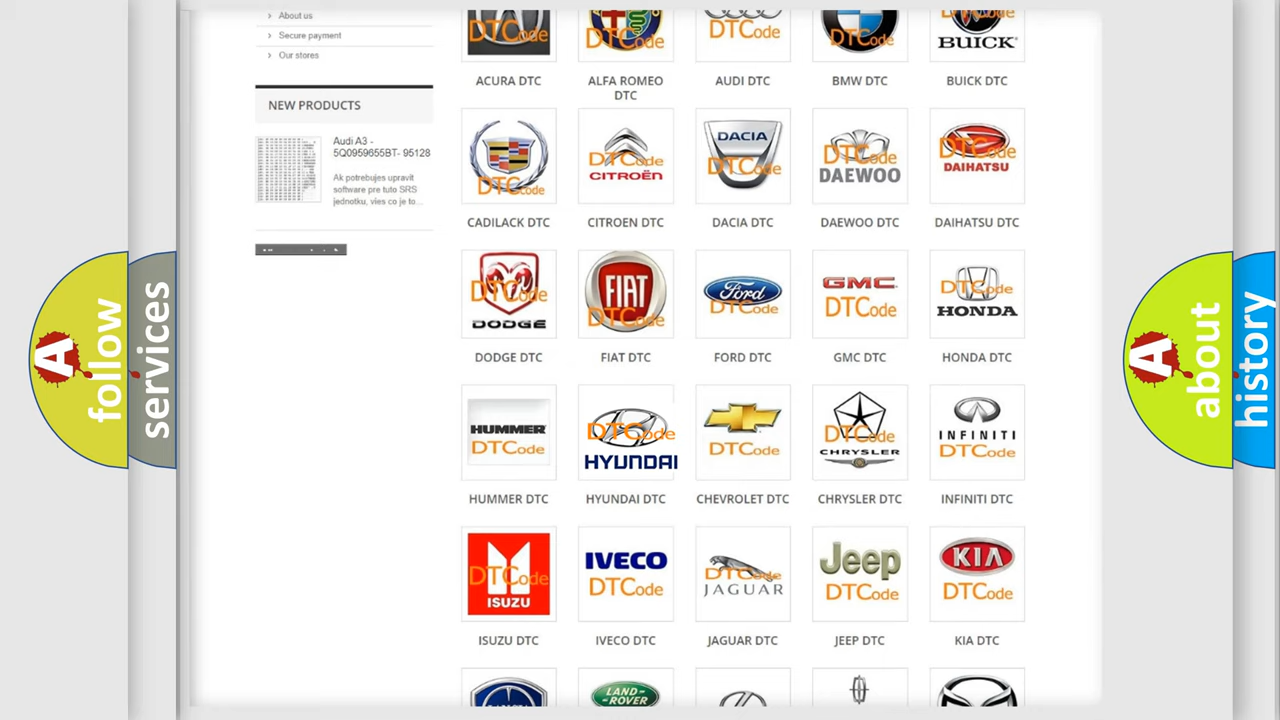 About us
Secure payment
Our stores
NEW PRODUCTS
Audi A3 -
5Q0959655BT- 95128
Ak potrebujes upravit
software pre tuto SRS
jednotku, vies co je to...
DTCode
DTCode
DTCode
DTCode
BUICK
ACURA DTC
ALFA ROMEO
DTC
AUDI DTC
BMW DTC
BUICK DTC
DTCode
DTCode
CITROËN
DACIA
DTCode
DTCode
DAEWOO
DTCode
DAIHATSU
CADILACK DTC
CITROEN DTC
DACIA DTC
DAEWOO DTC
DAIHATSU DTC
DTCode
DODGE
FIAT
DTCode
Ford
DTCode
GMC
DTCode
DTCode
HONDA
DODGE DTC
FIAT DTC
FORD DTC
GMC DTC
HONDA DTC
HUMMER
DTCode
DTCode
HYUNDAI
DTCode
DTCode
CHRYSLER
INFINITI
DTCode
HUMMER DTC
HYUNDAI DTC
CHEVROLET DTC
CHRYSLER DTC
INFINITI DTC
DTCode
ISUZU
IVECO
DTCode
DTCode
JAGUAR
Jeep
DTCode
KIA
DTCode
ISUZU DTC
IVECO DTC
JAGUAR DTC
JEEP DTC
KIA DTC
LAND-
ROVER
A
follow
services
A
about
history